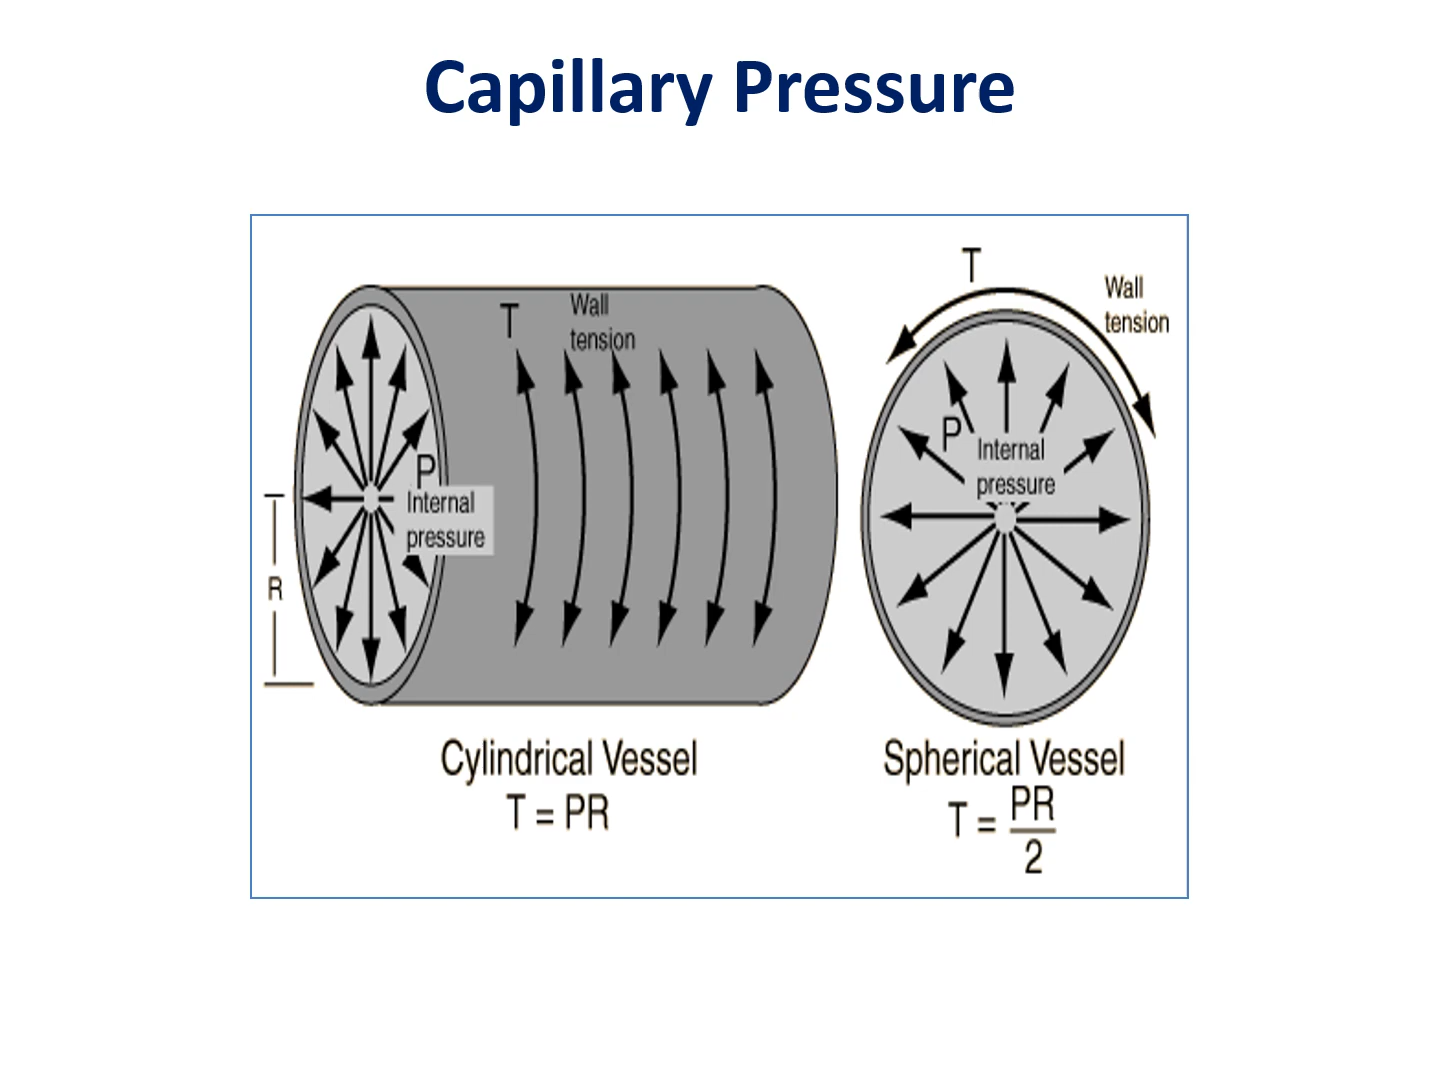 Capillary Pressure
T
Wall
tension
P
Internal
pressure
R
Cylindrical Vessel
T = PR
T
Wall
tension
P
Internal
pressure
Spherical Vessel
T = PR
2